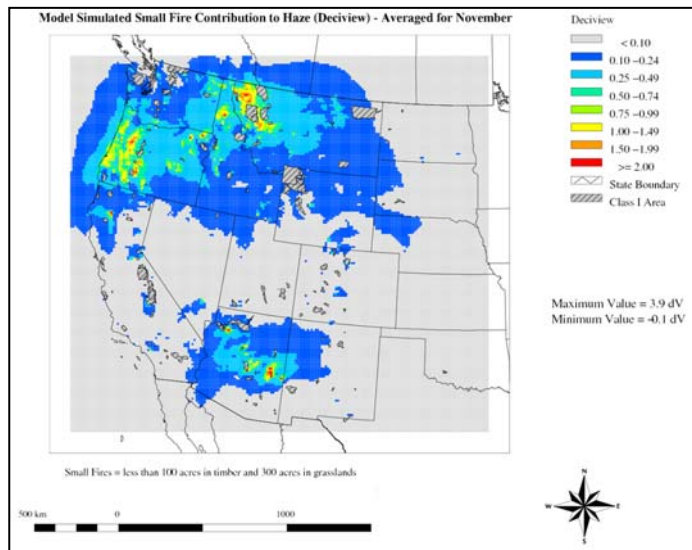 Model Simulated Small Fire Contribution to Haze (Deciview) - Averaged for November
Deciview
< 0.10
0.10 –0.24
0.25 –0.49
0.50 –0.74
0.75 –0.99
1.00 –1.49
1.50 –1.99
>= 2.00
State Boundary
Class I Area
Maximum Value = 3.9 dV
Minimum Value = -0.1 dV
Small Fires = less than 100 acres in timber and 300 acres in grasslands
500 km 0 1000
N
W E
S